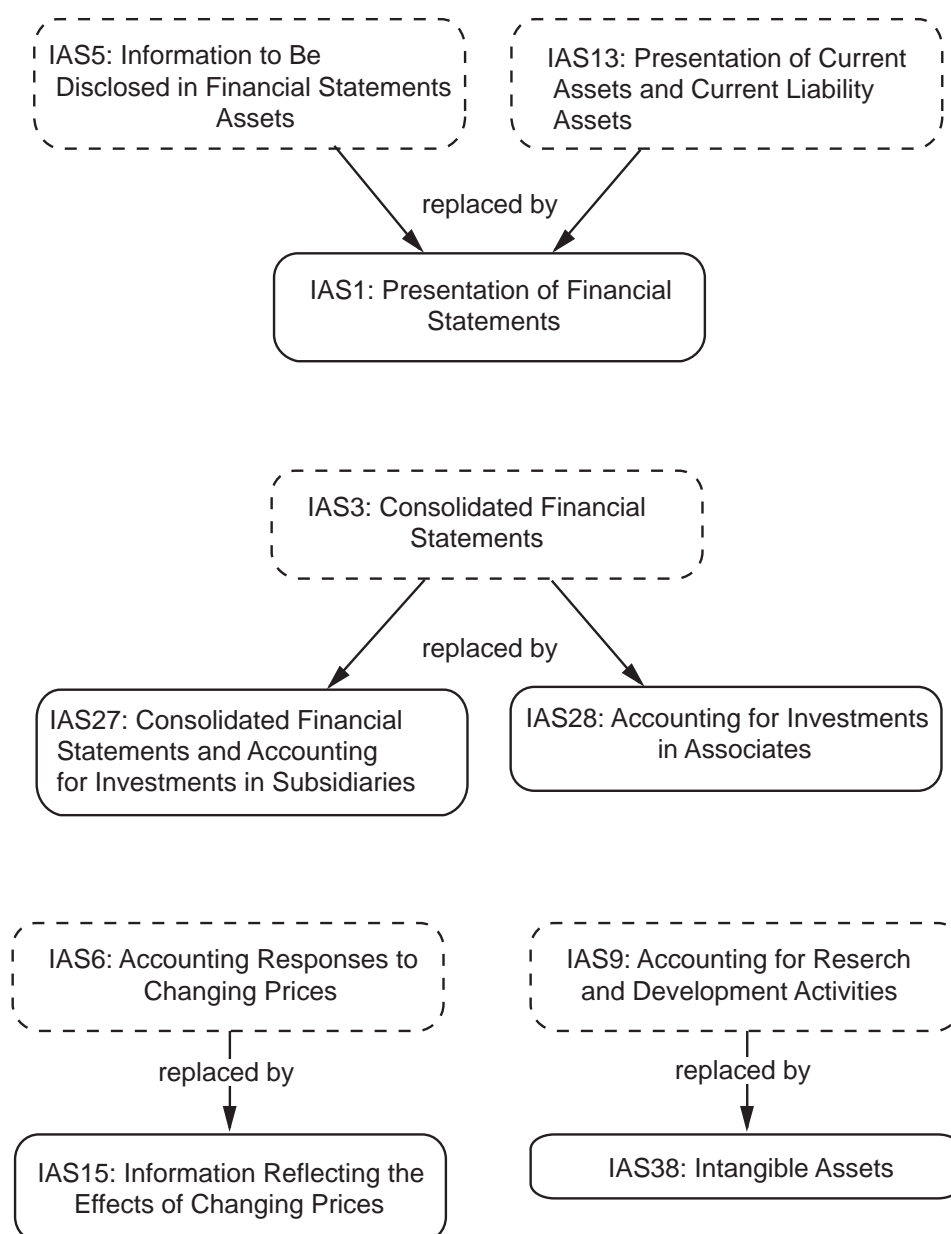 IAS5: Information to Be
Disclosed in Financial Statements
Assets
IAS13: Presentation of Current
Assets and Current Liability
Assets
replaced by
IAS1: Presentation of Financial
Statements
IAS3: Consolidated Financial
Statements
replaced by
IAS27: Consolidated Financial
Statements and Accounting
for Investments in Subsidiaries
IAS28: Accounting for Investments
in Associates
IAS6: Accounting Responses to
Changing Prices
replaced by
IAS15: Information Reflecting the
Effects of Changing Prices
IAS9: Accounting for Reserch
and Development Activities
replaced by
IAS38: Intangible Assets